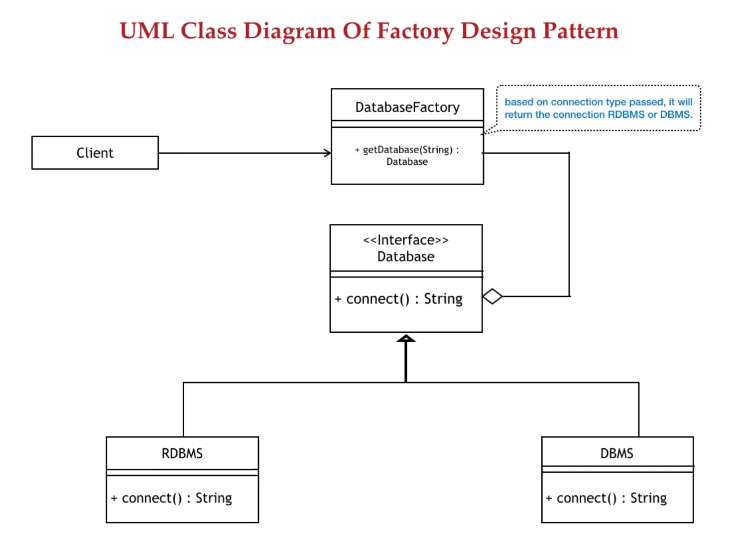 UML Class Diagram Of Factory Design Pattern
DatabaseFactory
based on connection type passed, it will
return the connection RDBMS or DBMS.
Client
+ getDatabase(String) :
Database
<<Interface>>
Database
+ connect() : String
RDBMS
DBMS
+ connect() : String
+ connect() : String